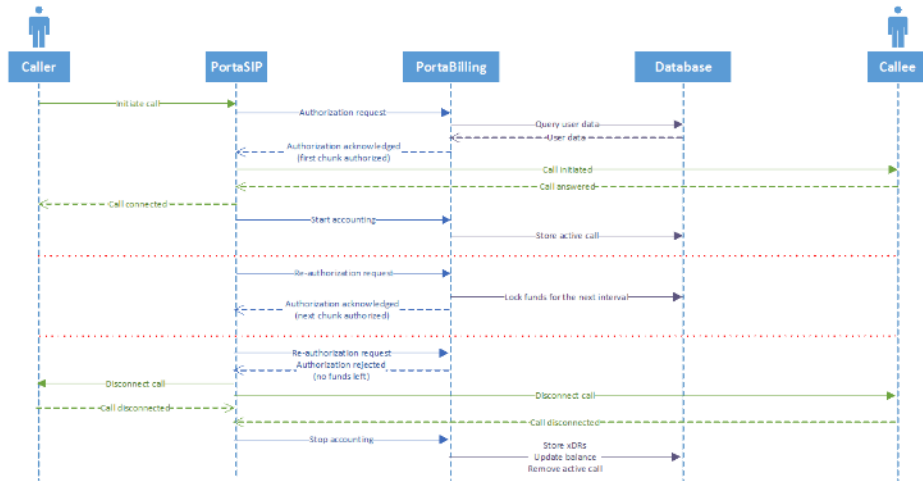 Caller
PortaSIP
PortaBilling
Database
Callee
Initiate call
Authorization request
Query user data
User data
Authorization acknowledged
(first chunk authorized)
Call initiated
Call answered
Call connected
Start accounting
Store active call
Re-authorization request
Lock funds for the next interval
Authorization acknowledged
(next chunk authorized)
Re-authorization request
Authorization rejected
(no funds left)
Disconnect call
Disconnect call
Call disconnected
Call disconnected
Stop accounting
Store xDRs
Update balance
Remove active call